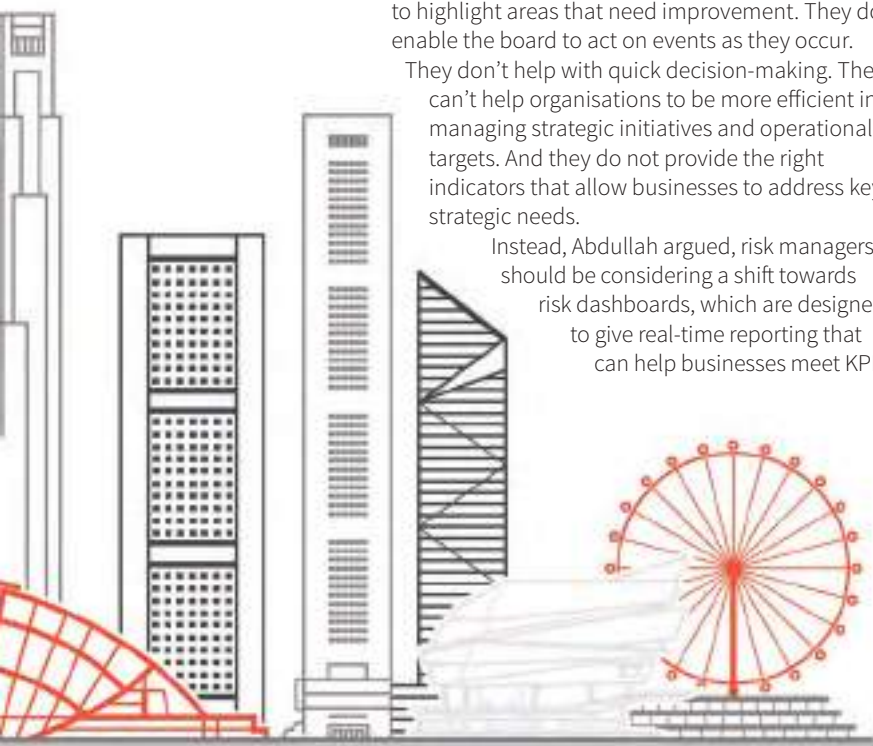 to highlight areas that need improvement. They do
enable the board to act on events as they occur.
They don’t help with quick decision-making. The
can’t help organisations to be more efficient in
managing strategic initiatives and operational
targets. And they do not provide the right
indicators that allow businesses to address key
strategic needs.
Instead, Abdullah argued, risk managers
should be considering a shift towards
risk dashboards, which are designe
to give real-time reporting that
can help businesses meet KP